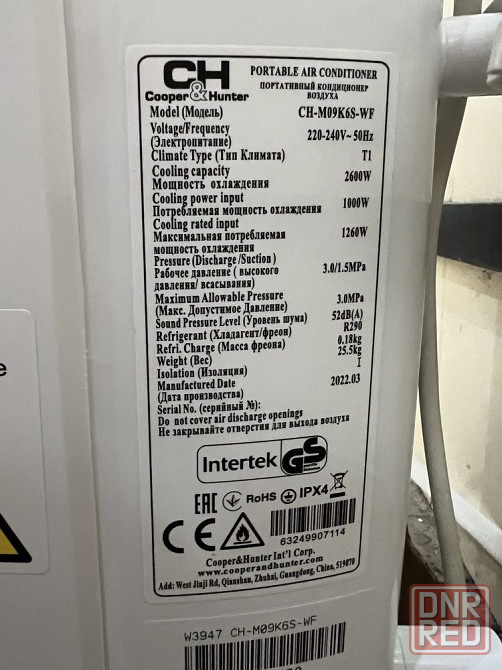 CH
Cooper&Hunter
PORTABLE AIR CONDITIONER
ПОРТАТИВНЫЙ КОНДИЦИОНЕР
ВОЗДУХА
Model (Модель) CH-M09K6S-WF
Voltage/Frequency
(Электропитание) 220-240V~ 50Hz
Climate Type (Тип Климата) T1
Cooling capacity
Мощность охлаждения 2600W
Cooling power input
Потребляемая мощность охлаждения 1000W
Cooling rated input
Максимальная потребляемая
мощность охлаждения 1260W
Pressure (Discharge /Suction )
Рабочее давление ( высокого
давления/ всасывания) 3.0/1.5MPa
Maximum Allowable Pressure
(Макс. Допустимое Давление) 3.0MPa
Sound Pressure Level (Уровень шума) 52dB(A)
Refrigerant (Хладагент/фреон) R290
Refri. Charge (Масса фреона) 0.18kg
Weight (Вес) 25.5kg
Isolation (Изоляция) I
Manufactured Date
(Дата производства) 2022.03
Serial No. (серийный №):
Do not cover air discharge openings
Не закрывайте отверстия для выхода воздуха
Intertek GS
EAC RoHS IPX4
CE
63249907114
Cooper&Hunter Int'l Corp.
www.cooperandhunter.com
Add: West Jinji Rd, Qianshan, Zhuhai, Guangdong, China, 519070
W3947 CH-M09K6S-WF
e
DNR
RED